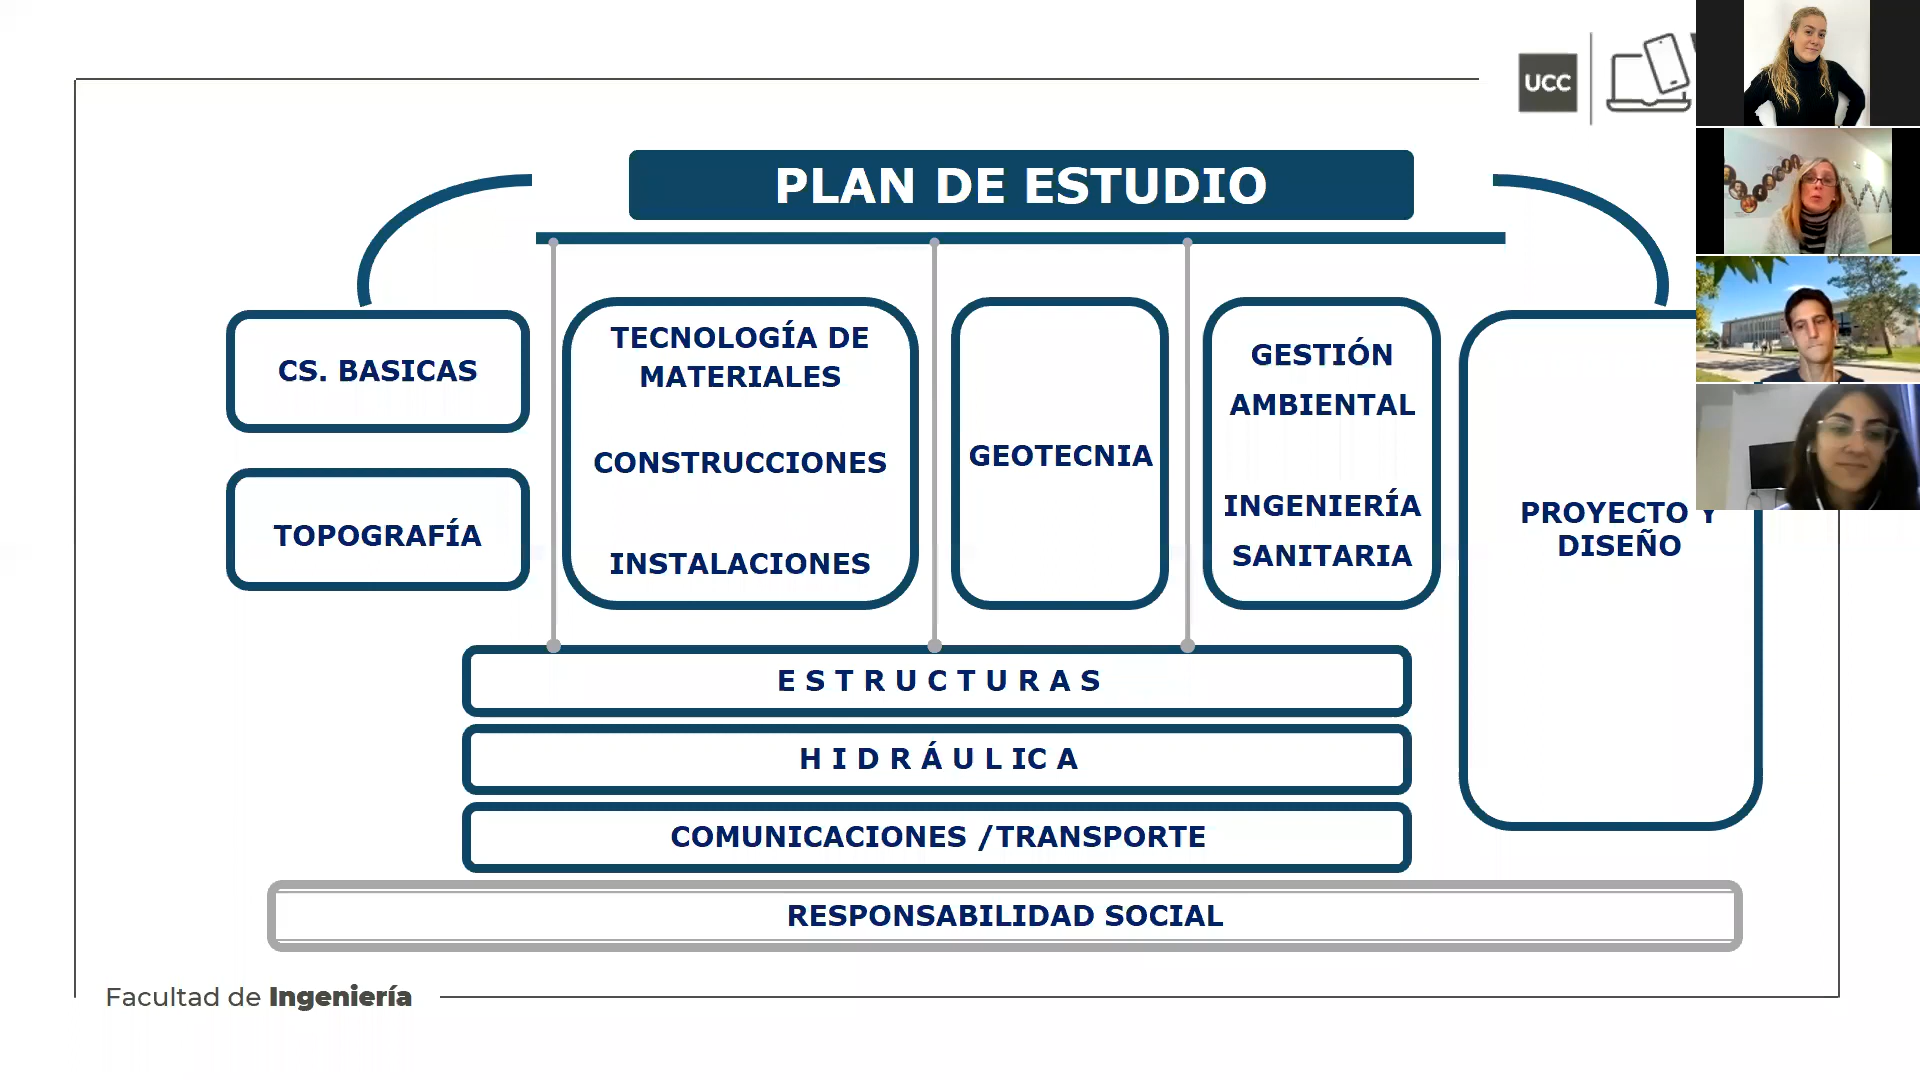 UCC
PLAN DE ESTUDIO
CS. BASICAS
TOPOGRAFÍA
TECNOLOGÍA DE
MATERIALES
CONSTRUCCIONES
INSTALACIONES
GEOTECNIA
GESTIÓN
AMBIENTAL
INGENIERÍA
SANITARIA
PROYECTO Y
DISEÑO
E S T R U C T U R A S
H I D R Á U L IC A
COMUNICACIONES /TRANSPORTE
RESPONSABILIDAD SOCIAL
Facultad de Ingeniería